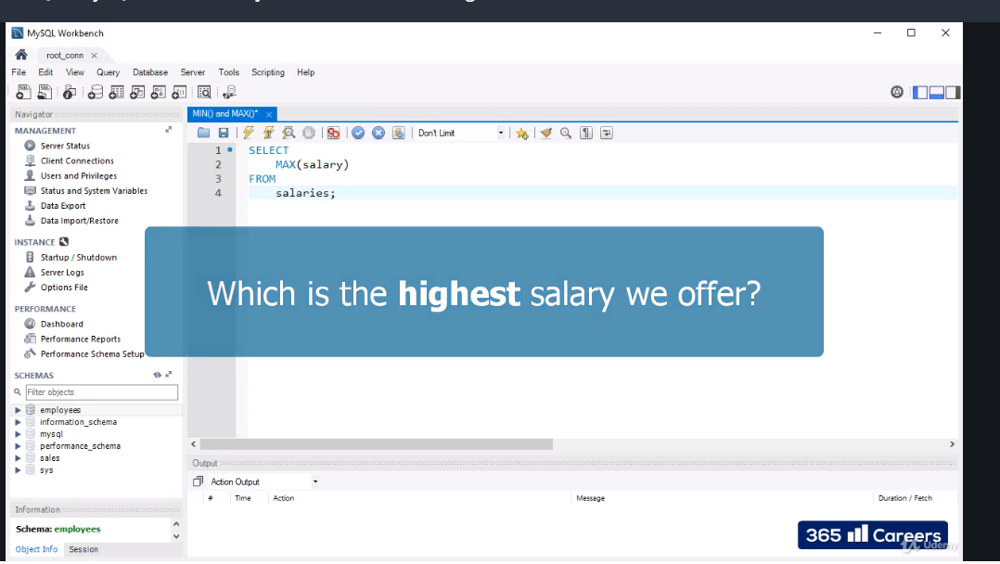 MySQL Workbench
root_conn
File Edit View Query Database Server Tools Scripting Help
Navigator
MANAGEMENT
Server Status
Client Connections
Users and Privileges
Status and System Variables
Data Export
Data Import/Restore
INSTANCE
Startup / Shutdown
Server Logs
Options File
PERFORMANCE
Dashboard
Performance Reports
Performance Schema Setup
SCHEMAS
Filter objects
employees
information_schema
mysql
performance_schema
sales
sys
Information
Schema: employees
Object Info Session
MIN() and MAX()*
Don't Limit
1 SELECT
2 MAX(salary)
3 FROM
4 salaries;
Which is the highest salary we offer?
Output
Action Output
# Time Action Message Duration / Fetch
365 Careers
Udemy